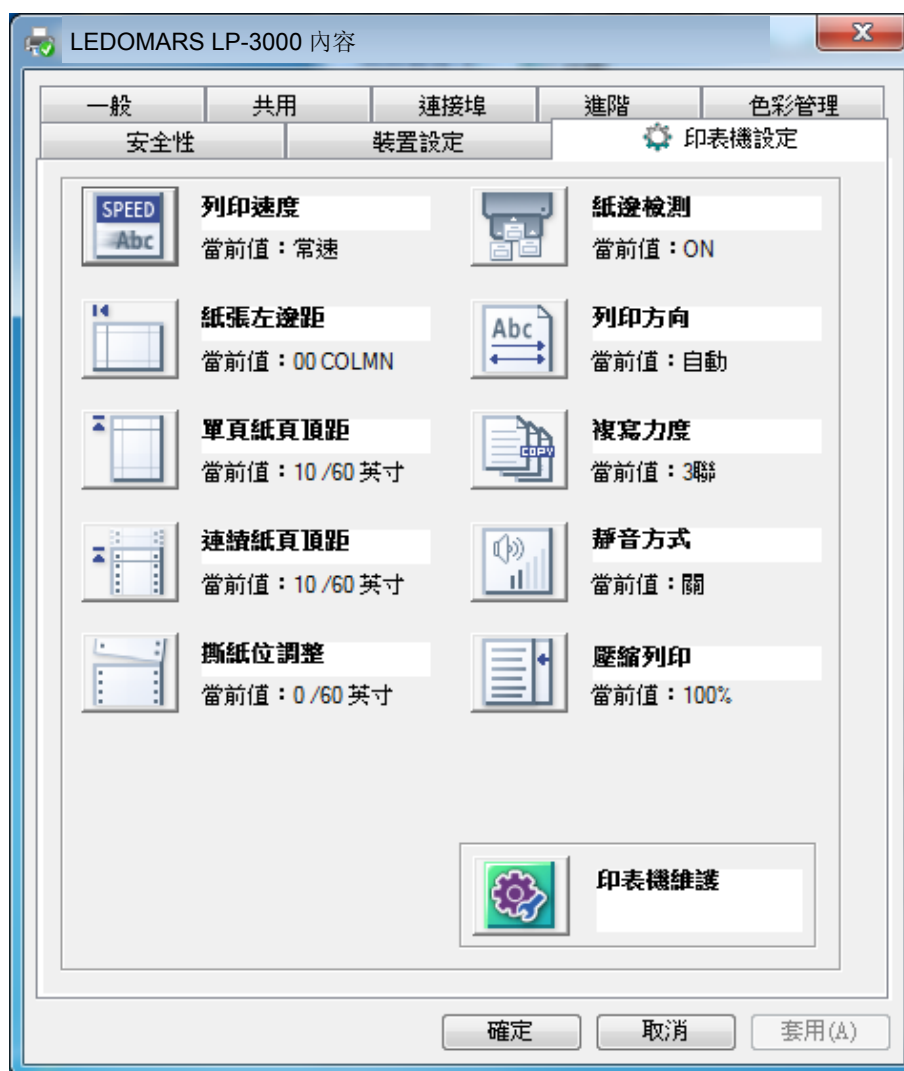 LEDOMARS LP-3000 內容
一般 共用 連接埠 進階 色彩管理
安全性 裝置設定 印表機設定
SPEED
Abc
列印速度
當前值：常速
紙邊檢測
當前值：ON
紙張左邊距
當前值：00 COLMN
Abc
列印方向
當前值：自動
單頁紙頁頂距
當前值：10 /60 英寸
COPY
複寫力度
當前值：3聯
連續紙頁頂距
當前值：10 /60 英寸
靜音方式
當前值：關
撕紙位調整
當前值：0 /60 英寸
壓縮列印
當前值：100%
印表機維護
確定 取消 套用(A)